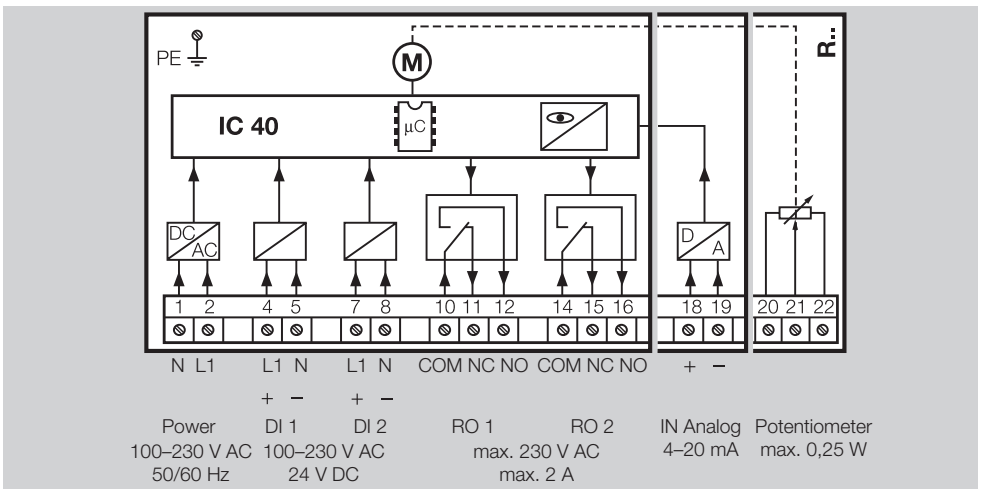 PE
M
R..
IC 40
µC
DC
AC
D
A
1 2 4 5 7 8 10 11 12 14 15 16 18 19 20 21 22
N L1 L1 N L1 N COM NC NO COM NC NO + −
+ − + −
Power DI 1 DI 2 RO 1 RO 2 IN Analog Potentiometer
100–230 V AC 100–230 V AC max. 230 V AC 4–20 mA max. 0,25 W
50/60 Hz 24 V DC max. 2 A